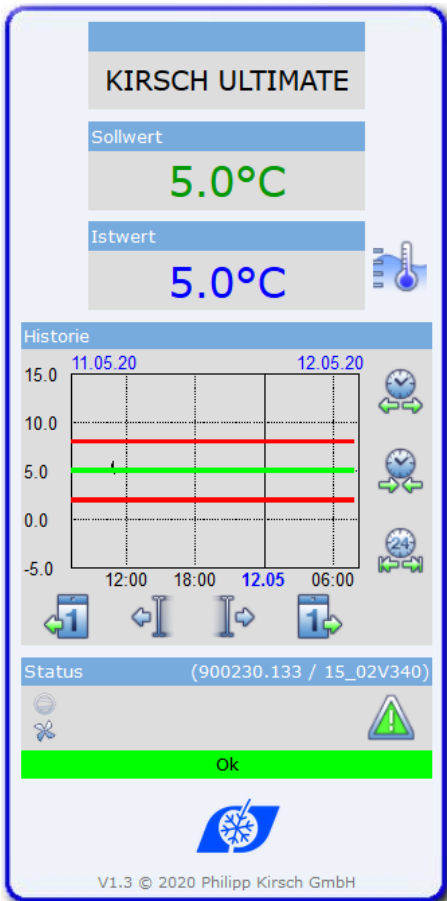 KIRSCH ULTIMATE
Sollwert
5.0°C
Istwert
5.0°C
Historie
11.05.20 12.05.20
15.0
10.0
5.0
0.0
-5.0
12:00 18:00 12.05 06:00
24
1 1
Status (900230.133 / 15_02V340)
Ok
V1.3 © 2020 Philipp Kirsch GmbH